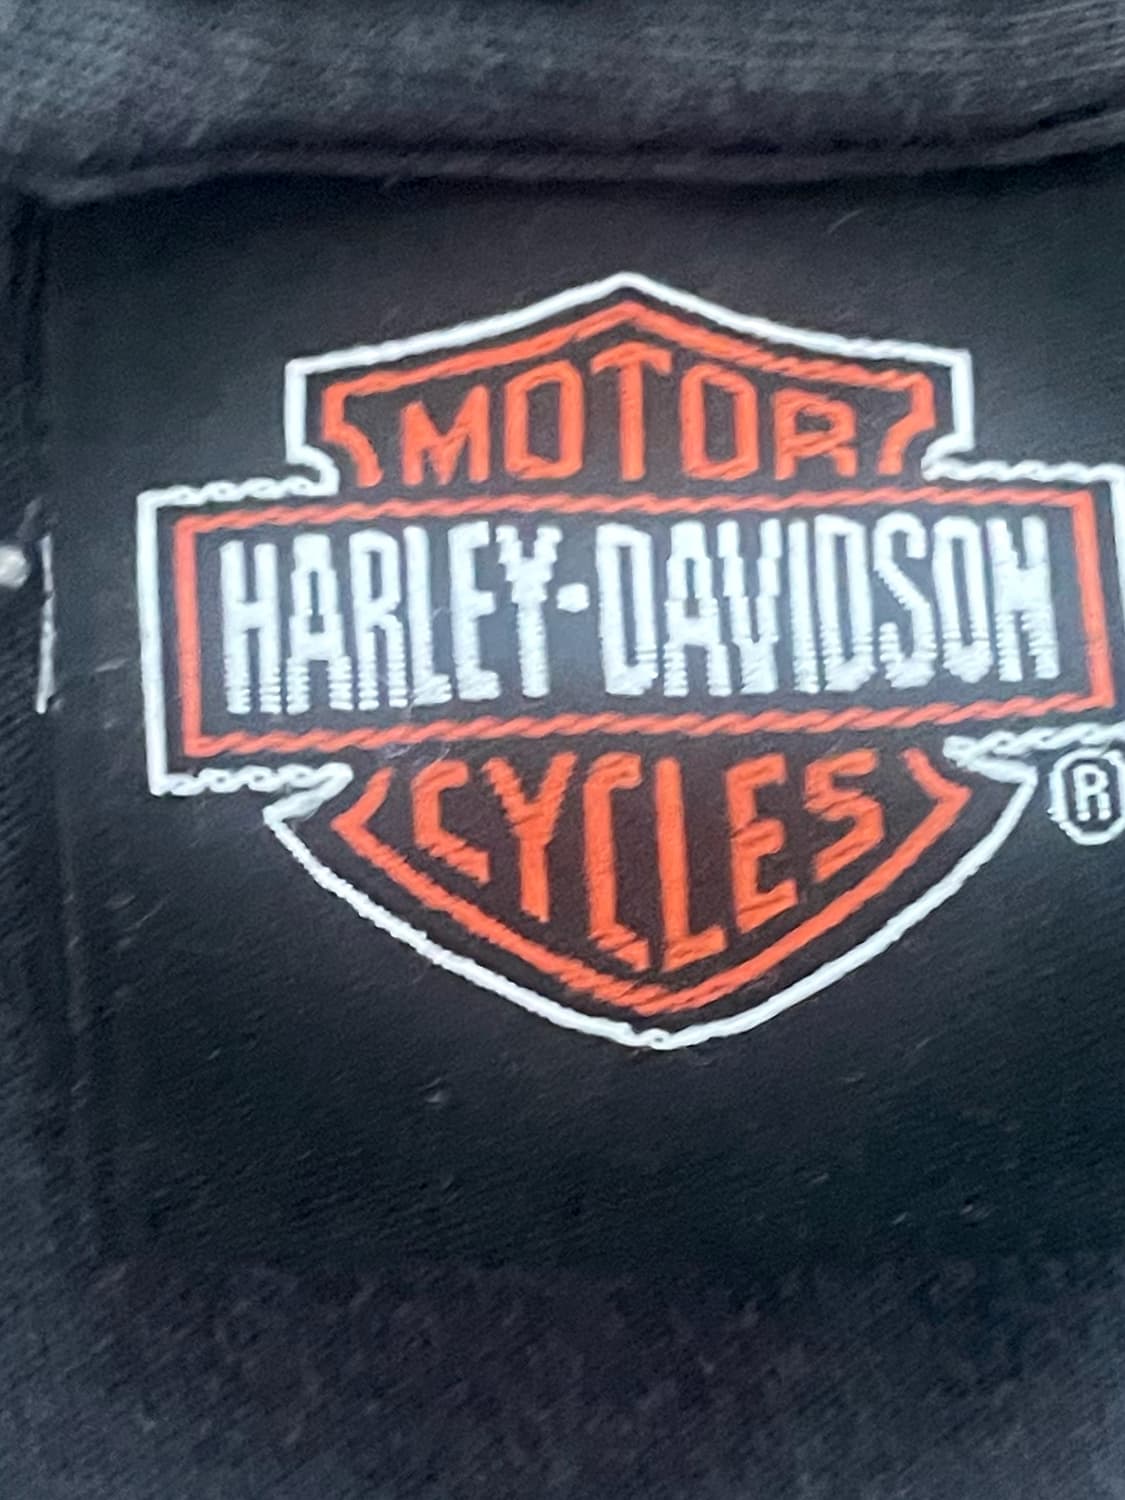 MOTOR
HARLEY-DAVIDSON
CYCLES
®